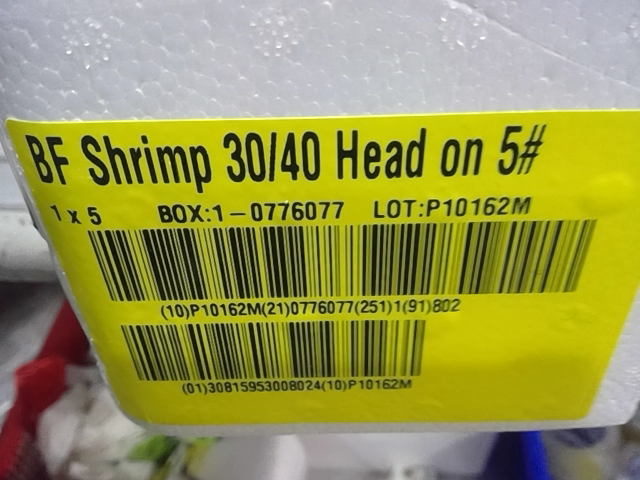 BF Shrimp 30/40 Head on 5#
1 x 5 BOX:1-0776077 LOT:P10162M
(10)P10162M(21)0776077(251)1(91)802
(01)30815953008024(10)P10162M